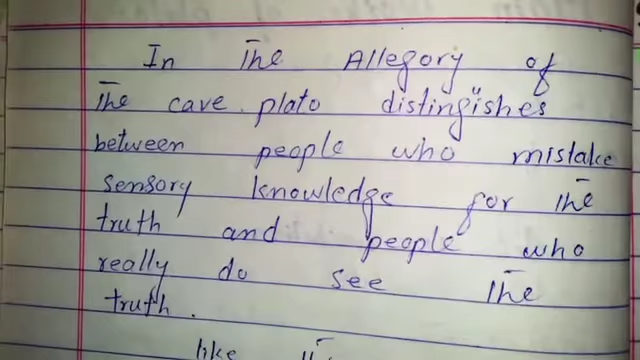 In The Allegory of
The cave plato distingïshes
between people who mistake
sensory knowledge for The
truth and people who
really do see The
truth.
like